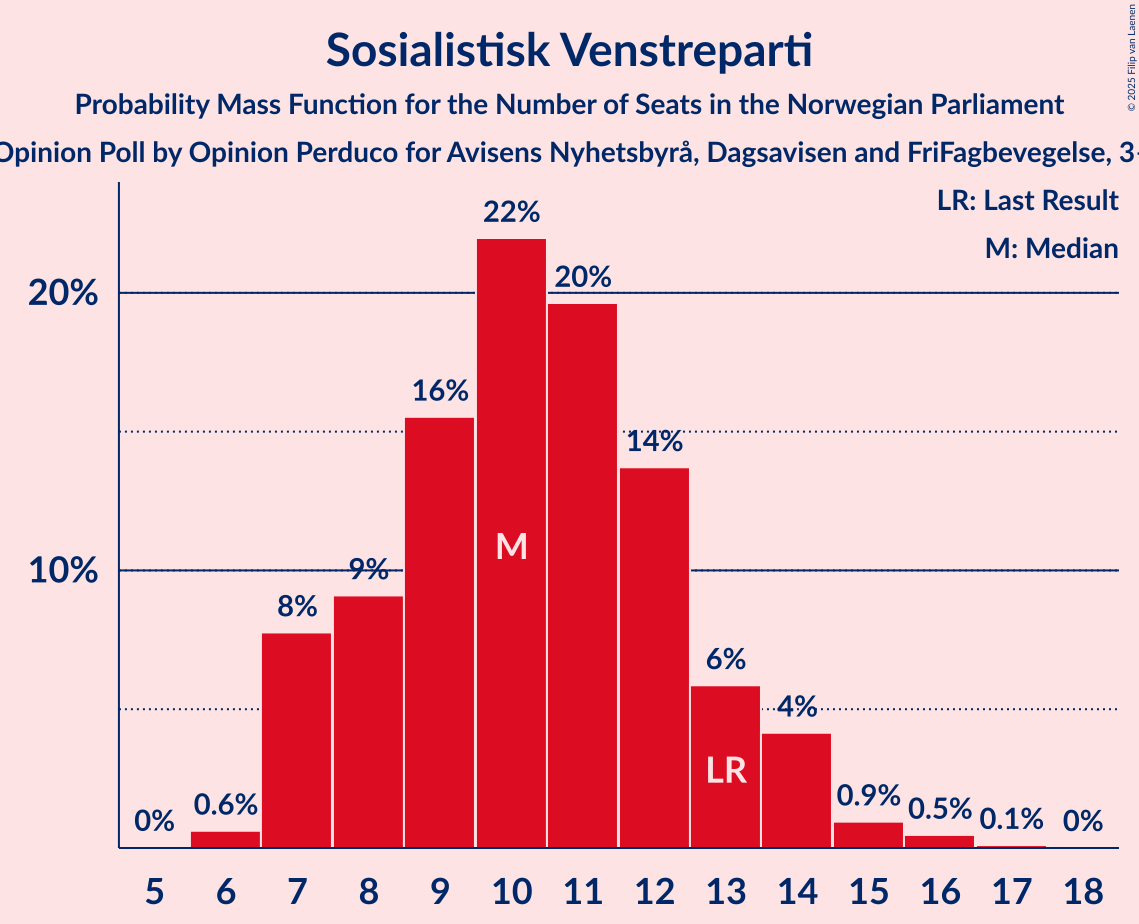 © 2025 Filip van Laenen
Sosialistisk Venstreparti
Probability Mass Function for the Number of Seats in the Norwegian Parliament
Opinion Poll by Opinion Perduco for Avisens Nyhetsbyrå, Dagsavisen and FriFagbevegelse, 3-
LR: Last Result
M: Median
22%
20%
20%
16%
14%
M
10%
9%
8%
6%
4%
LR
0.9%
0.6%
0.5%
0.1%
0%
0%
5 6 7 8 9 10 11 12 13 14 15 16 17 18